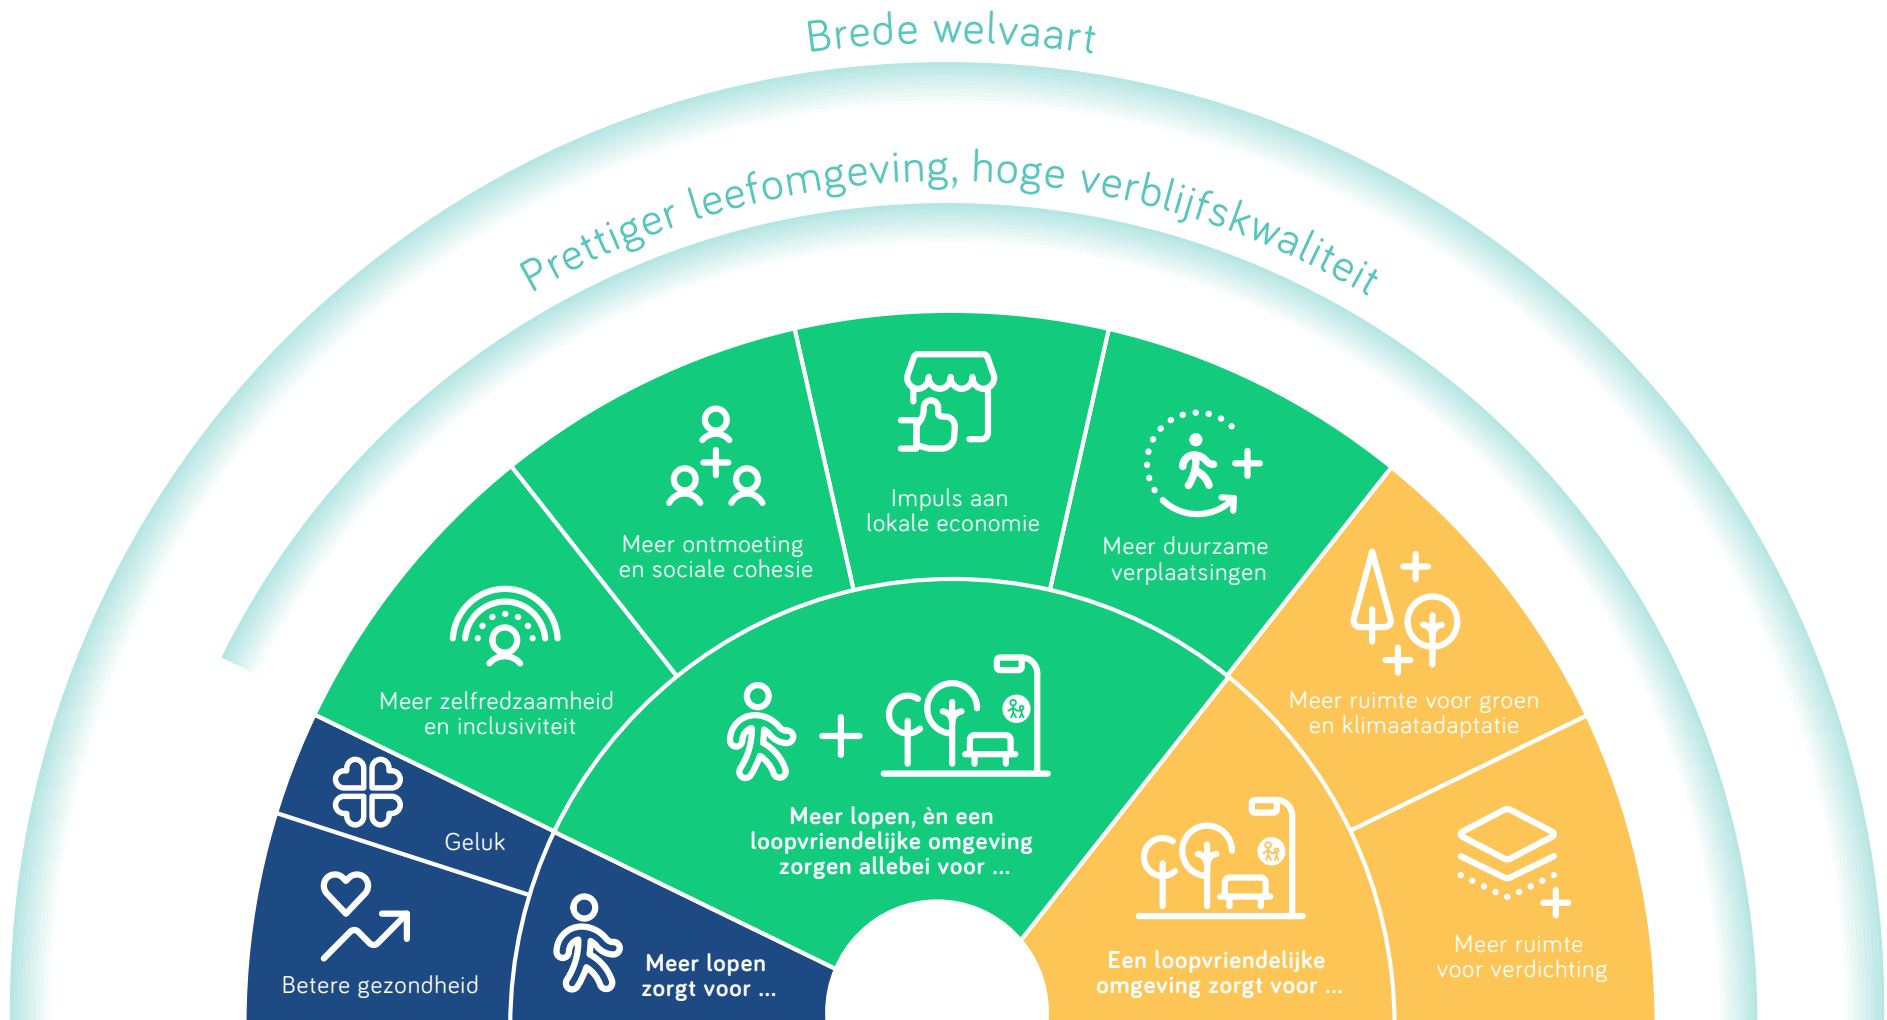 Brede welvaart
Prettiger leefomgeving, hoge verblijfskwaliteit
Impuls aan
lokale economie
Meer ontmoeting
en sociale cohesie
Meer duurzame
verplaatsingen
Meer zelfredzaamheid
en inclusiviteit
Meer ruimte voor groen
en klimaatadaptatie
Meer lopen, èn een
loopvriendelijke omgeving
zorgen allebei voor ...
Geluk
Betere gezondheid
Meer lopen
zorgt voor ...
Een loopvriendelijke
omgeving zorgt voor ...
Meer ruimte
voor verdichting